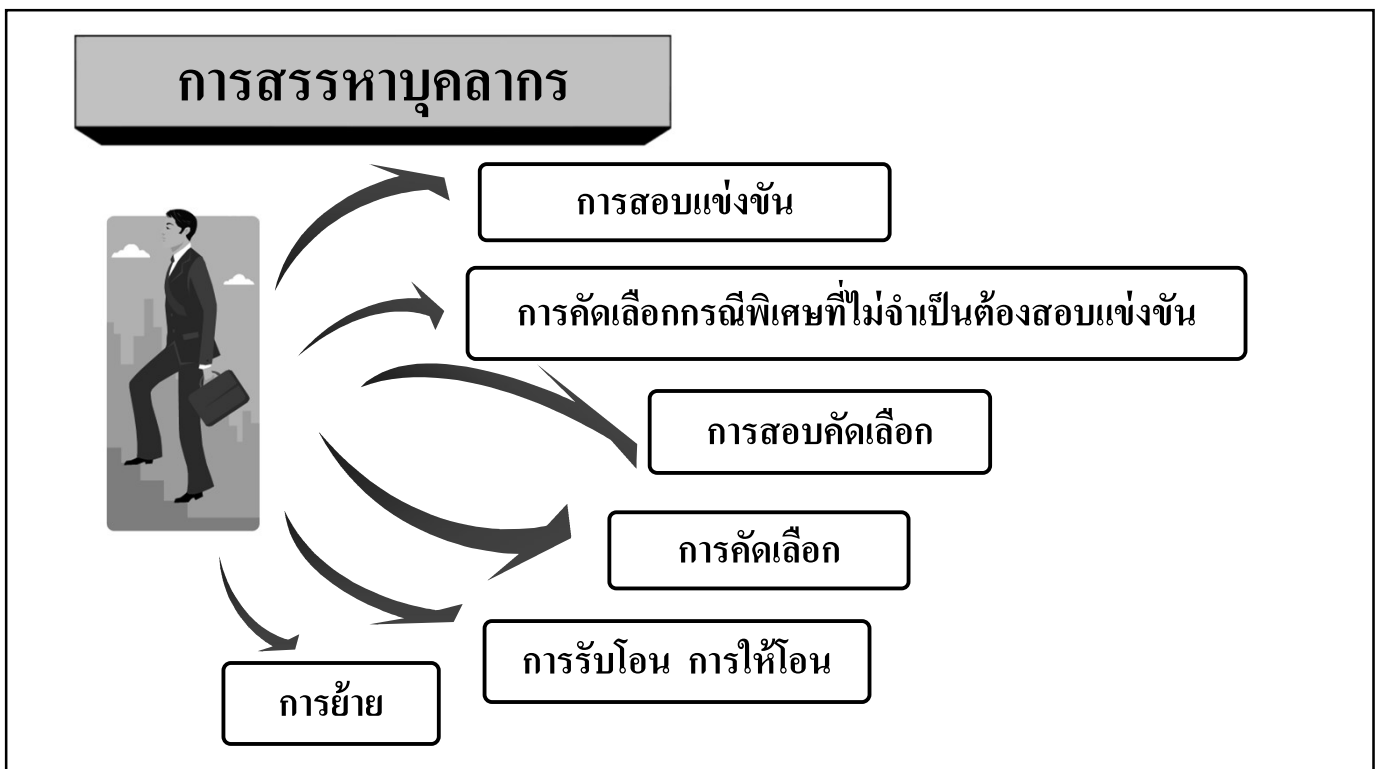 การสรรหาบุคลากร
การสอบแข่งขัน
การคัดเลือกกรณีพิเศษที่ไม่จำเป็นต้องสอบแข่งขัน
การสอบคัดเลือก
การคัดเลือก
การรับโอน การให้โอน
การย้าย